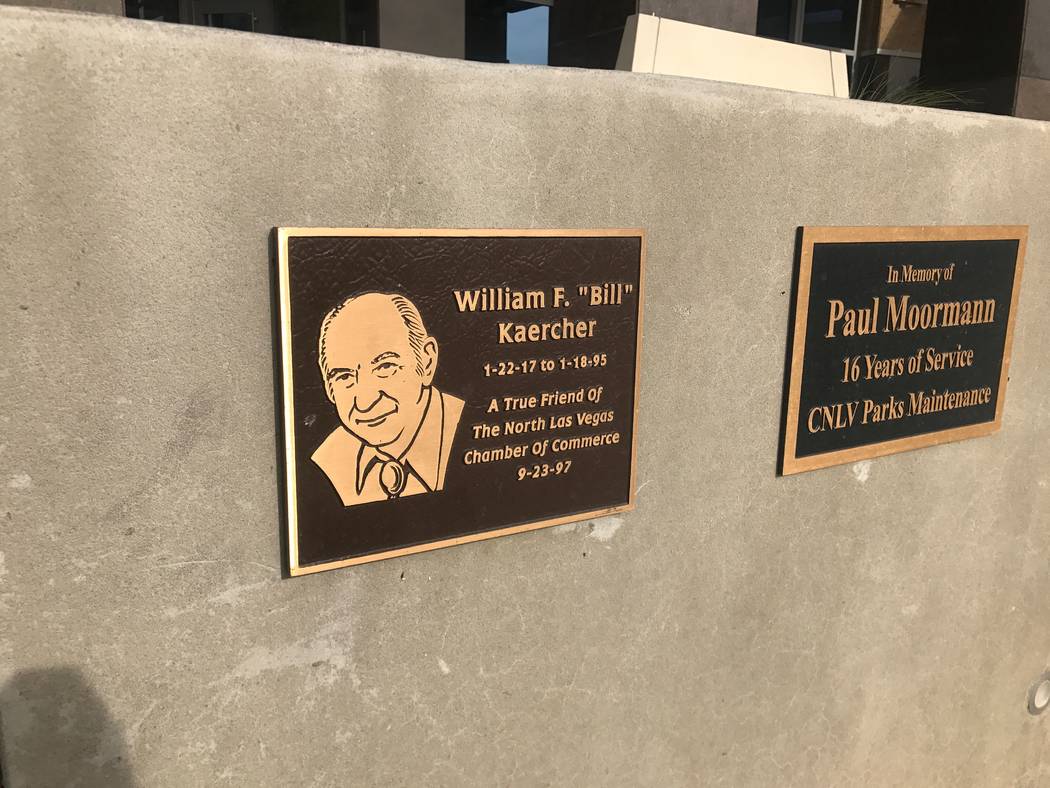 William F. "Bill"
Kaercher
1-22-17 to 1-18-95
A True Friend Of
The North Las Vegas
Chamber Of Commerce
9-23-97
In Memory of
Paul Moormann
16 Years of Service
CNLV Parks Maintenance